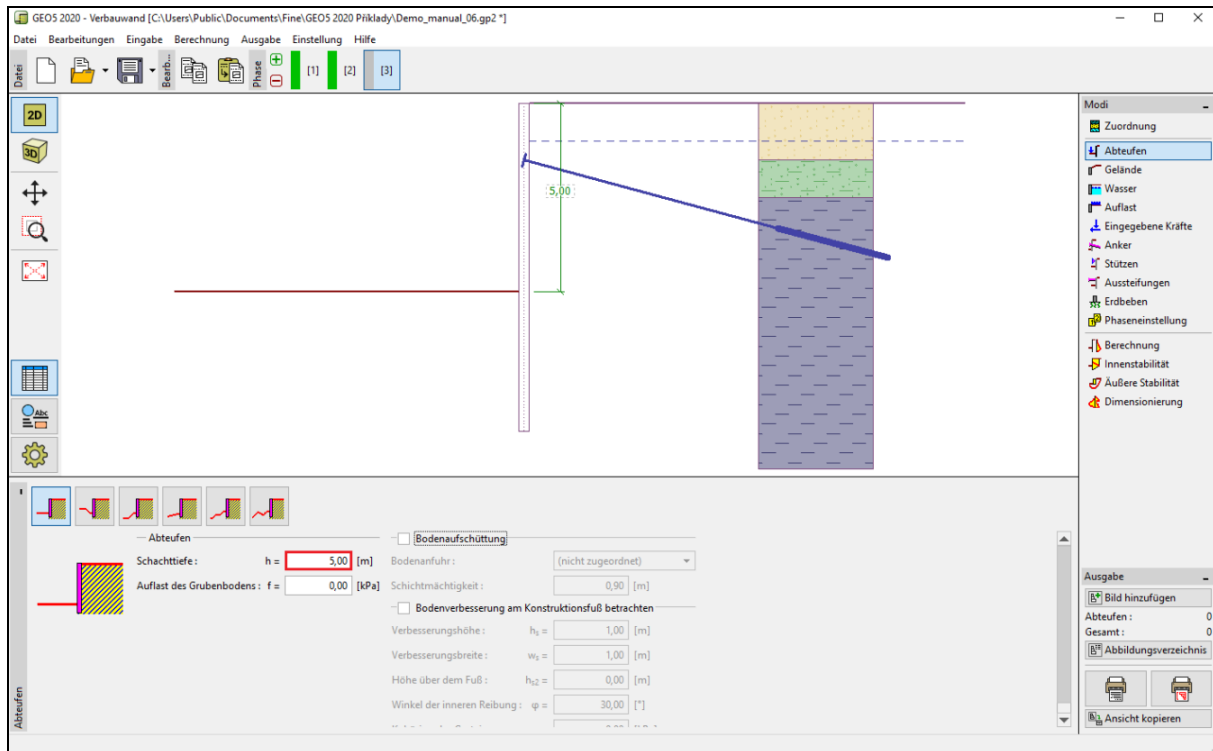 GEO5 2020 - Verbauwand [C:\Users\Public\Documents\Fine\GEO5 2020 Příklady\Demo_manual_06.gp2 *]
Datei Bearbeitungen Eingabe Berechnung Ausgabe Einstellung Hilfe
Datei
Bearb...
Phase
[1] [2] [3]
2D
3D
Abc
5,00
Modi
Zuordnung
Abteufen
Gelände
Wasser
Auflast
Eingegebene Kräfte
Anker
Stützen
Aussteifungen
Erdbeben
Phaseneinstellung
Berechnung
Innenstabilität
Äußere Stabilität
Dimensionierung
Abteufen
Abteufen
Schachttiefe : h = 5,00 [m]
Auflast des Grubenbodens : f = 0,00 [kPa]
Bodenaufschüttung
Bodenanfuhr : (nicht zugeordnet)
Schichtmächtigkeit : 0,90 [m]
Bodenverbesserung am Konstruktionsfuß betrachten
Verbesserungshöhe : hs = 1,00 [m]
Verbesserungsbreite : ws = 1,00 [m]
Höhe über dem Fuß : hs2 = 0,00 [m]
Winkel der inneren Reibung : φ = 30,00 [°]
Ausgabe
Bild hinzufügen
Abteufen : 0
Gesamt : 0
Abbildungsverzeichnis
Ansicht kopieren